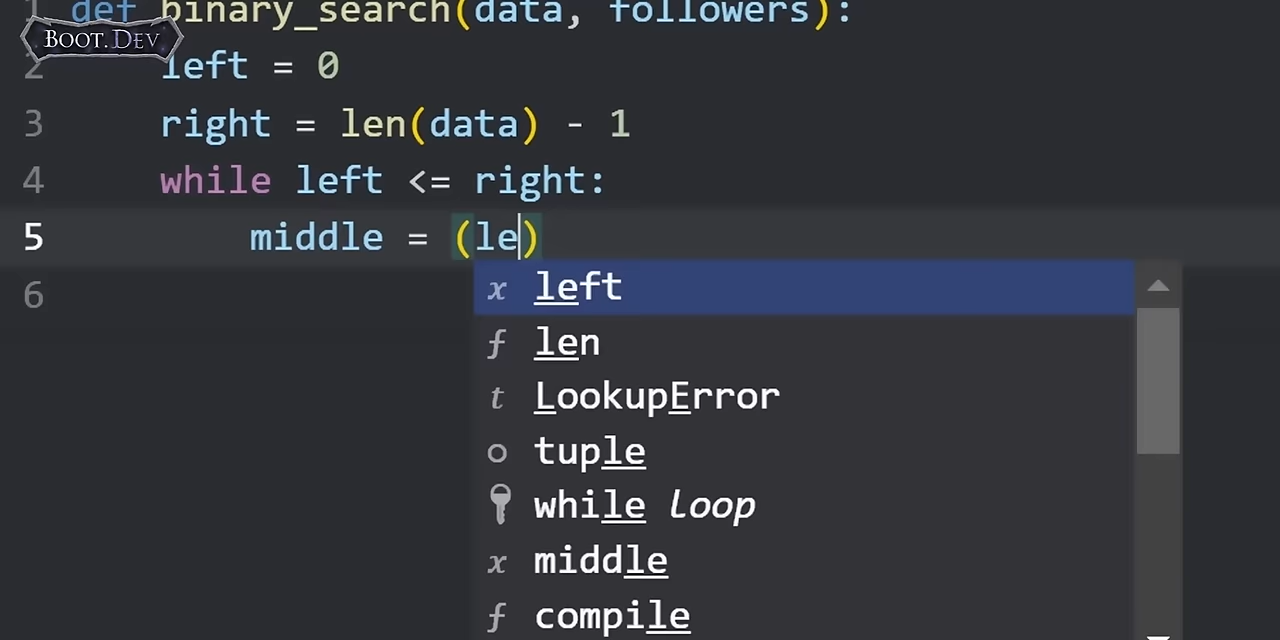 1 def binary_search(data, followers):
BOOT.DEV
2 left = 0
3 right = len(data) - 1
4 while left <= right:
5 middle = (le)
6
x left
f len
t LookupError
tuple
while loop
x middle
f compile